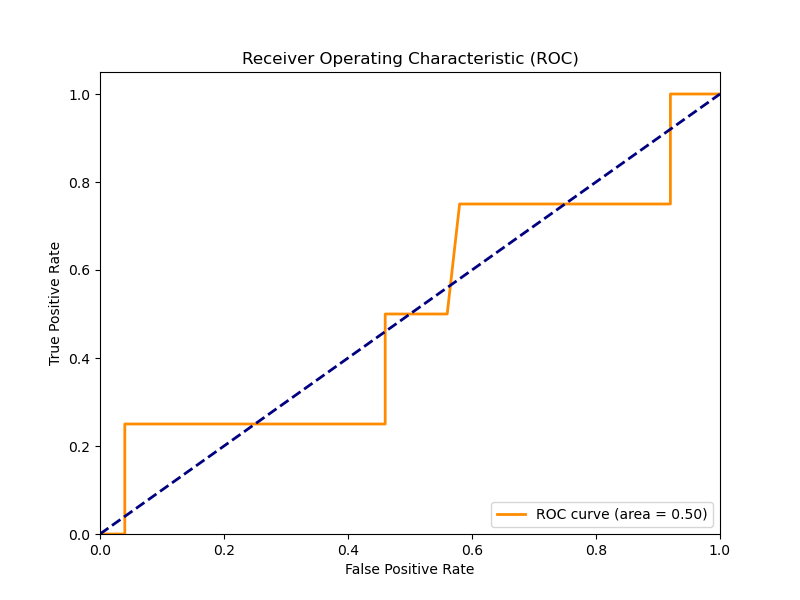 Receiver Operating Characteristic (ROC)
True Positive Rate
1.0
0.8
0.6
0.4
0.2
0.0
0.0 0.2 0.4 0.6 0.8 1.0
False Positive Rate
ROC curve (area = 0.50)